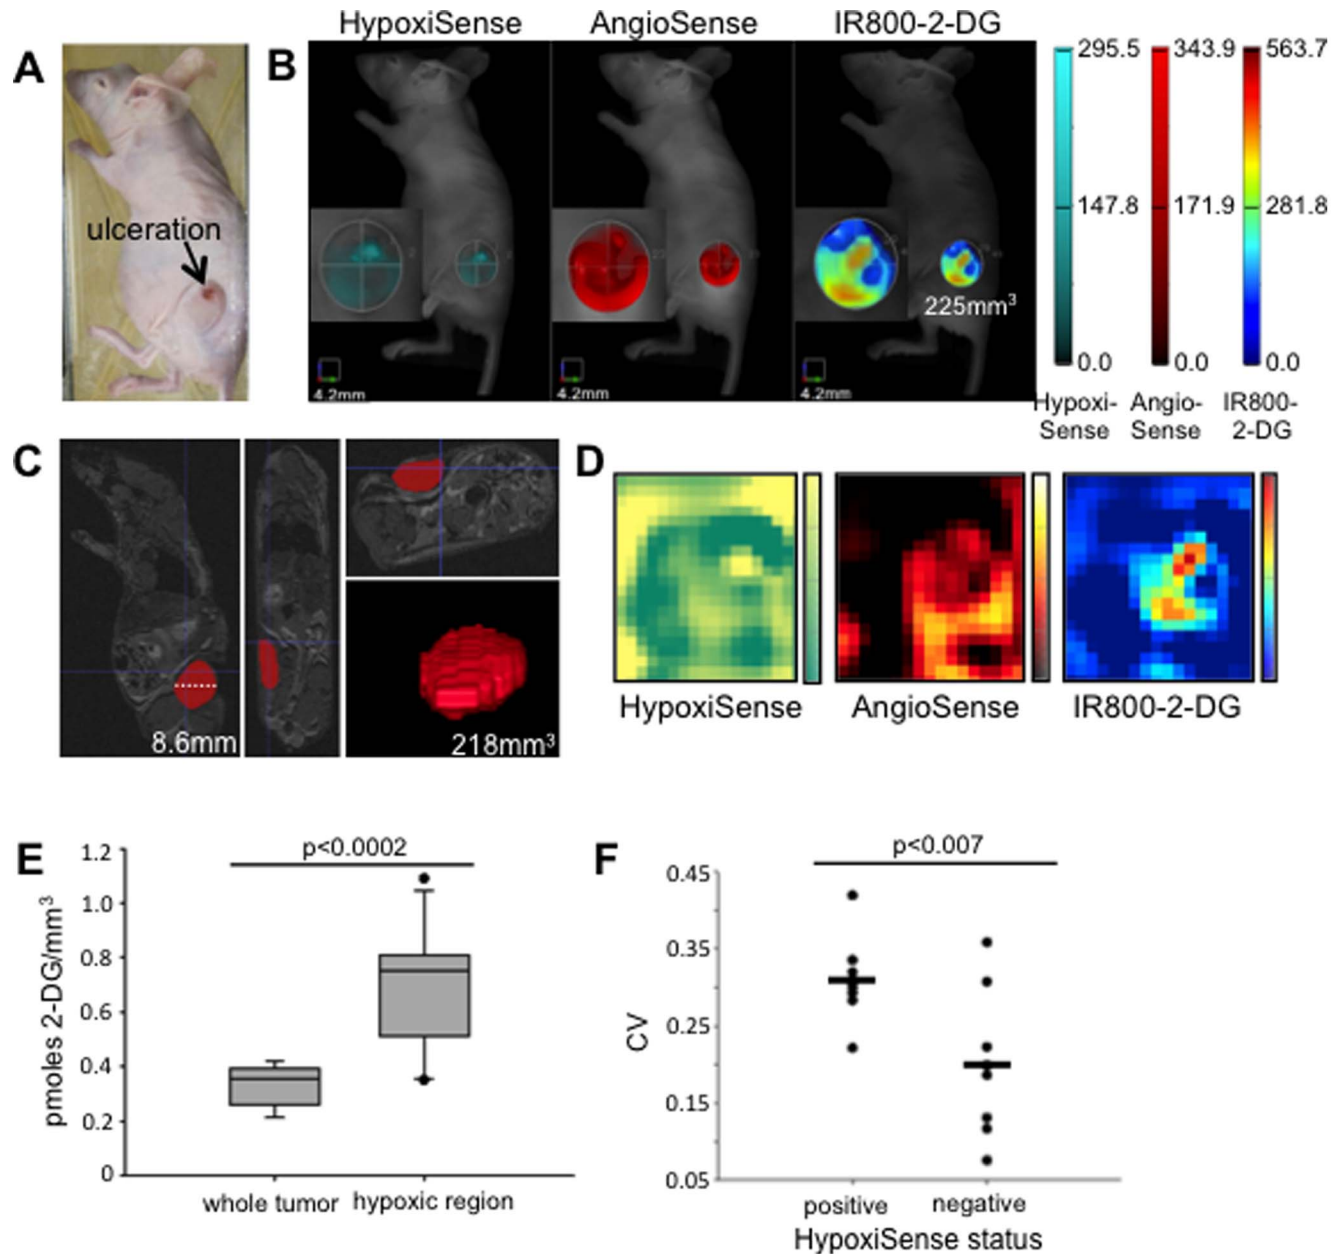 A
ulceration
B
HypoxiSense AngioSense IR800-2-DG
225mm³
4.2mm 4.2mm 4.2mm
295.5 343.9 563.7
147.8 171.9 281.8
0.0 0.0 0.0
Hypoxi- Angio- IR800-
Sense Sense 2-DG
C
8.6mm
218mm³
D
HypoxiSense AngioSense IR800-2-DG
E
p<0.0002
pmoles 2-DG/mm³
1.2
1.0
0.8
0.6
0.4
0.2
0
whole tumor hypoxic region
F
p<0.007
CV
0.45
0.35
0.25
0.15
0.05
positive negative
HypoxiSense status